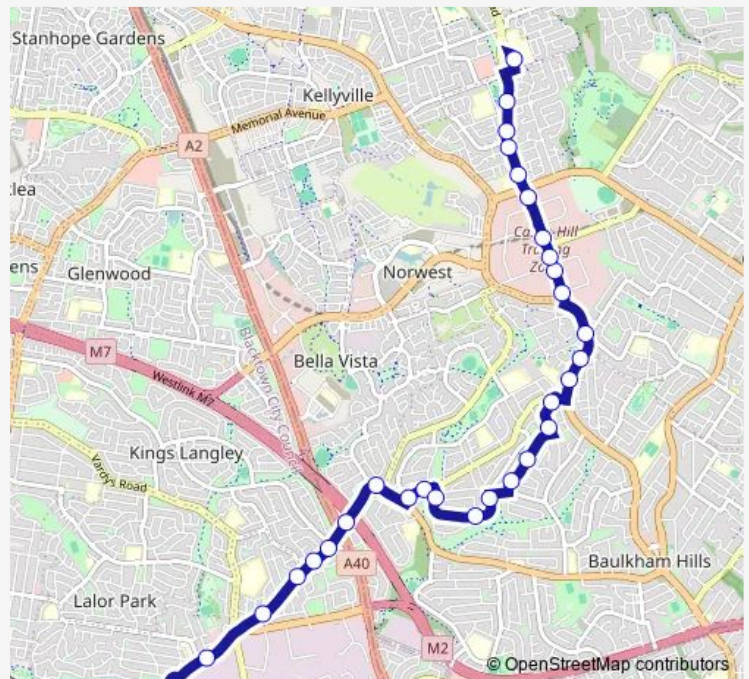 Stanhope Gardens
Kellyville
Memorial Avenue
A2
Glenwood
Norwest
M7
Westlink M7
Blacktown City Council
Bella Vista
Kings Langley
Vardy's Road
A40
Baulkham Hills
Lalor Park
M2
© OpenStreetMap contributors